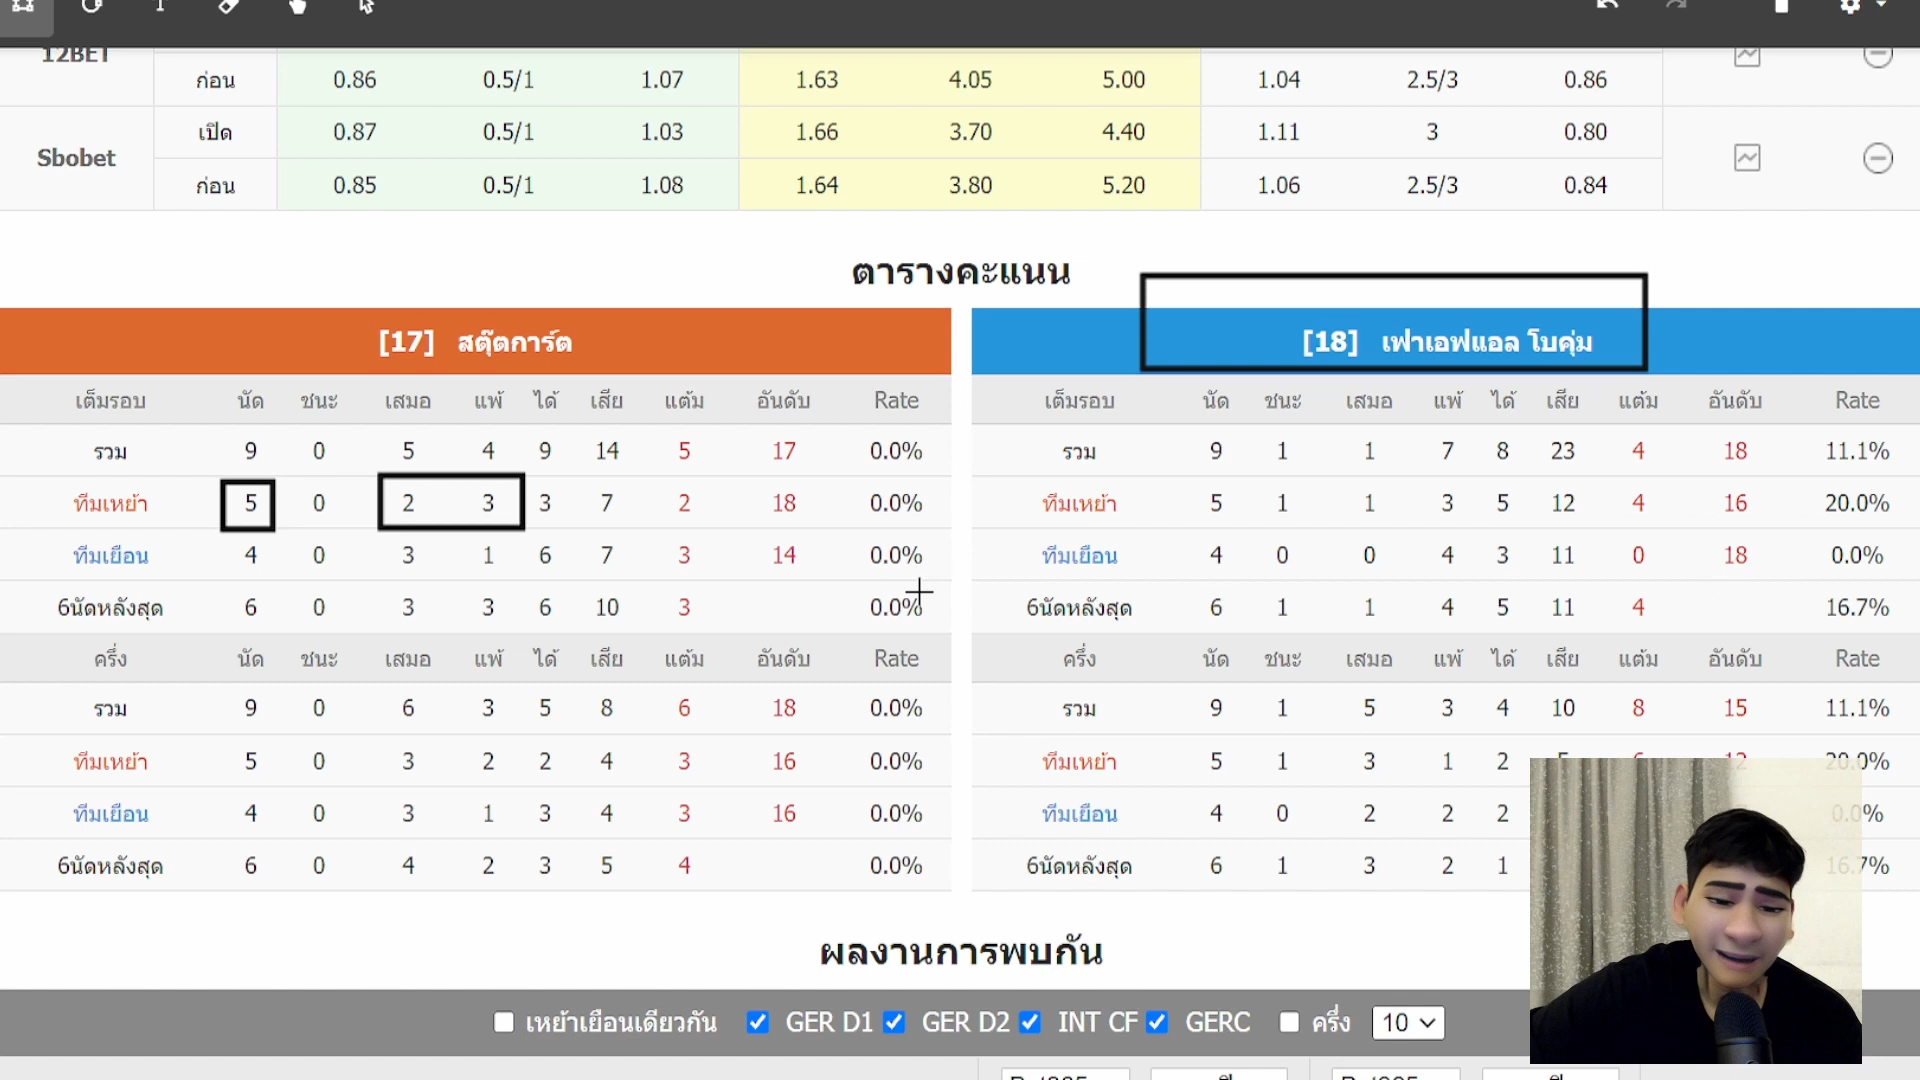 12BET
ก่อน 0.86 0.5/1 1.07 1.63 4.05 5.00 1.04 2.5/3 0.86
เปิด 0.87 0.5/1 1.03 1.66 3.70 4.40 1.11 3 0.80
Sbobet
ก่อน 0.85 0.5/1 1.08 1.64 3.80 5.20 1.06 2.5/3 0.84
ตารางคะแนน
[17] สตุ๊ตการ์ต
เต็มรอบ นัด ชนะ เสมอ แพ้ ได้ เสีย แต้ม อันดับ Rate
รวม 9 0 5 4 9 14 5 17 0.0%
ทีมเหย้า 5 0 2 3 3 7 2 18 0.0%
ทีมเยือน 4 0 3 1 6 7 3 14 0.0%
6นัดหลังสุด 6 0 3 3 6 10 3 0.0%
ครึ่ง นัด ชนะ เสมอ แพ้ ได้ เสีย แต้ม อันดับ Rate
รวม 9 0 6 3 5 8 6 18 0.0%
ทีมเหย้า 5 0 3 2 2 4 3 16 0.0%
ทีมเยือน 4 0 3 1 3 4 3 16 0.0%
6นัดหลังสุด 6 0 4 2 3 5 4 0.0%
[18] เฟาเอฟแอล โบคุ่ม
เต็มรอบ นัด ชนะ เสมอ แพ้ ได้ เสีย แต้ม อันดับ Rate
รวม 9 1 1 7 8 23 4 18 11.1%
ทีมเหย้า 5 1 1 3 5 12 4 16 20.0%
ทีมเยือน 4 0 0 4 3 11 0 18 0.0%
6นัดหลังสุด 6 1 1 4 5 11 4 16.7%
ครึ่ง นัด ชนะ เสมอ แพ้ ได้ เสีย แต้ม อันดับ Rate
รวม 9 1 5 3 4 10 8 15 11.1%
ทีมเหย้า 5 1 3 1 2 20.0%
ทีมเยือน 4 0 2 2 2 0.0%
6นัดหลังสุด 6 1 3 2 1 16.7%
ผลงานการพบกัน
เหย้าเยือนเดียวกัน GER D1 GER D2 INT CF GERC ครึ่ง 10